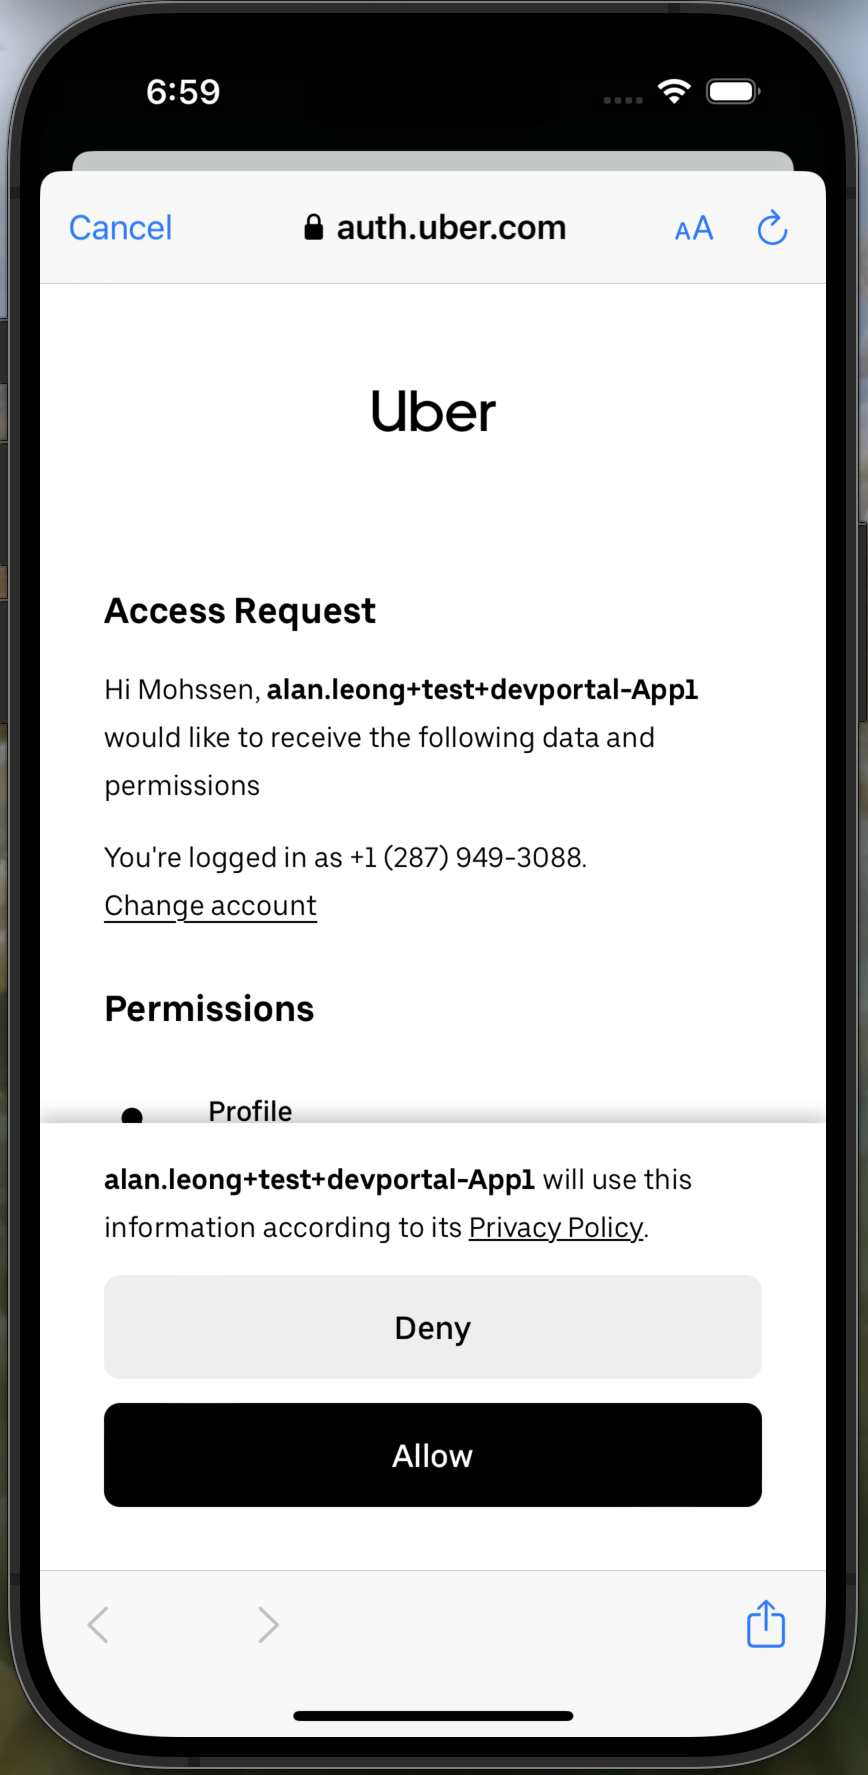 6:59
Cancel
auth.uber.com
AA
Uber
Access Request
Hi Mohssen, alan.leong+test+devportal-App1
would like to receive the following data and
permissions
You're logged in as +1 (287) 949-3088.
Change account
Permissions
Profile
alan.leong+test+devportal-App1 will use this
information according to its Privacy Policy.
Deny
Allow